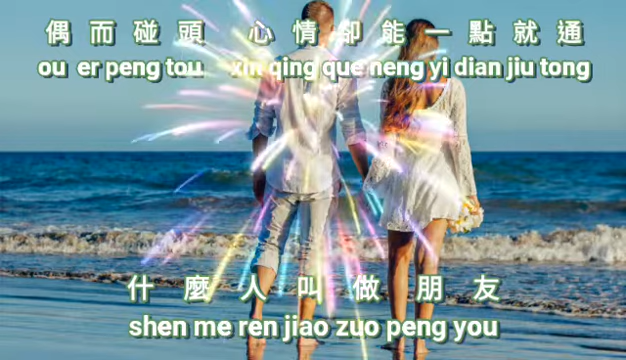 偶而碰頭 心情卻能一點就通
ou er peng tou xin qing que neng yi dian jiu tong
什麼人叫做朋友
shen me ren jiao zuo peng you